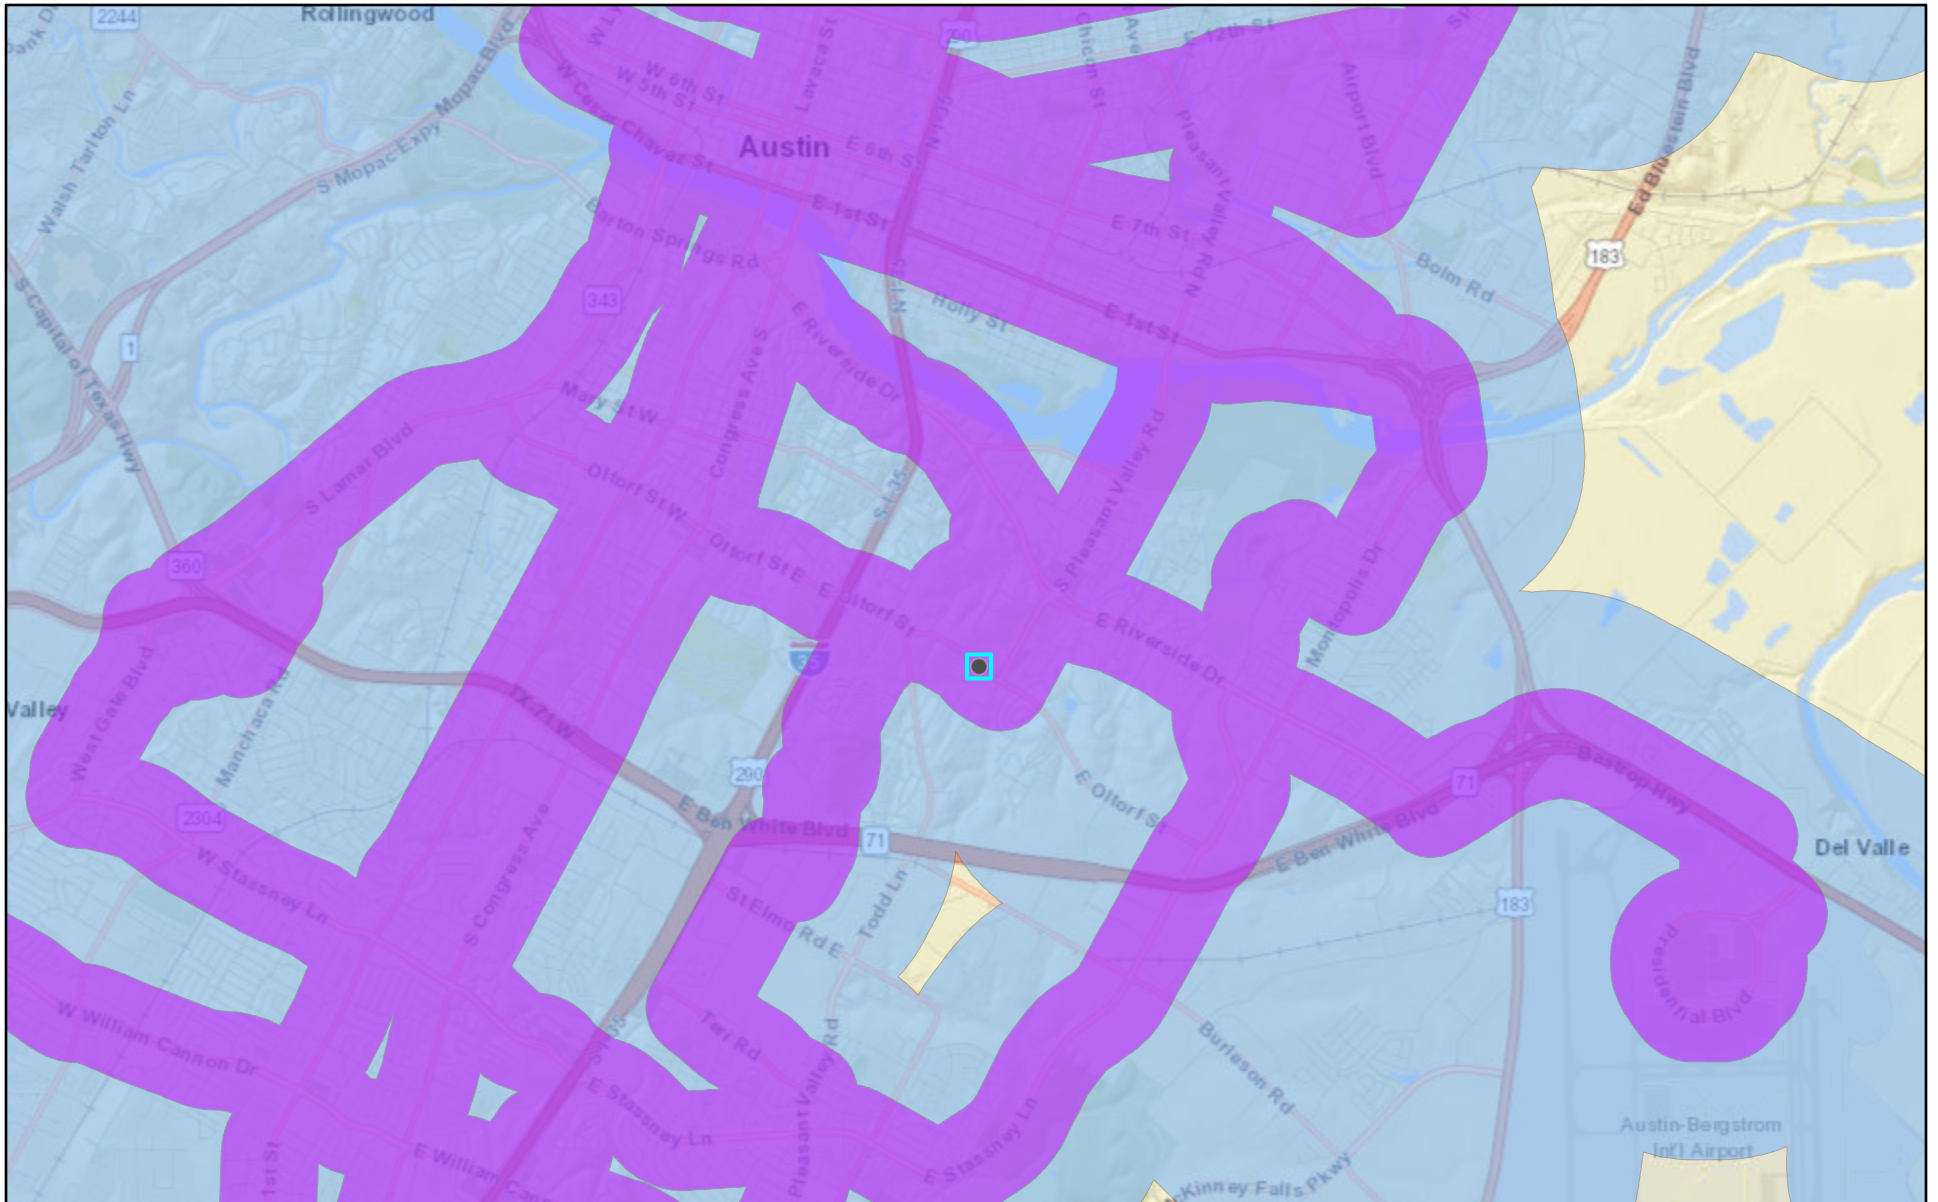 2244
Rollingwood
Lavaca St
290
Chicon St
Ave
12th St
W 6th St
W 5th St
S Mopac Expy
Mopac Blvd
Walsh Tarlton Ln
W Cesar Chavez St
Austin
E 6th St
N I-35
Pleasant Valley Rd N
Airport Blvd
Ed Bluestein Blvd
183
Barton Springs Rd
E 1st St
E 7th St
Bolm Rd
343
S Capital of Texas Hwy
1
Holly St
E 1st St
N I-35
E Riverside Dr
Mary St W
Congress Ave S
S Lamar Blvd
Oltorf St W
S I-35
S Pleasant Valley Rd
360
Oltorf St E
E Oltorf St
E Riverside Dr
Montopolis Dr
35
Valley
West Gate Blvd
Manchaca Rd
TX-71 W
290
E Ben White Blvd
71
E Oltorf St
71
Bastrop Hwy
E Ben White Blvd
Del Valle
2304
W Stassney Ln
S Congress Ave
St Elmo Rd E
Todd Ln
183
Presidential Blvd
W William Cannon Dr
Teri Rd
S I-35
Pleasant Valley Rd
Burleson Rd
E Stassney Ln
E Stassney Ln
Austin-Bergstrom
Int'l Airport
1st St
E William Can
cKinney Falls Pkwy